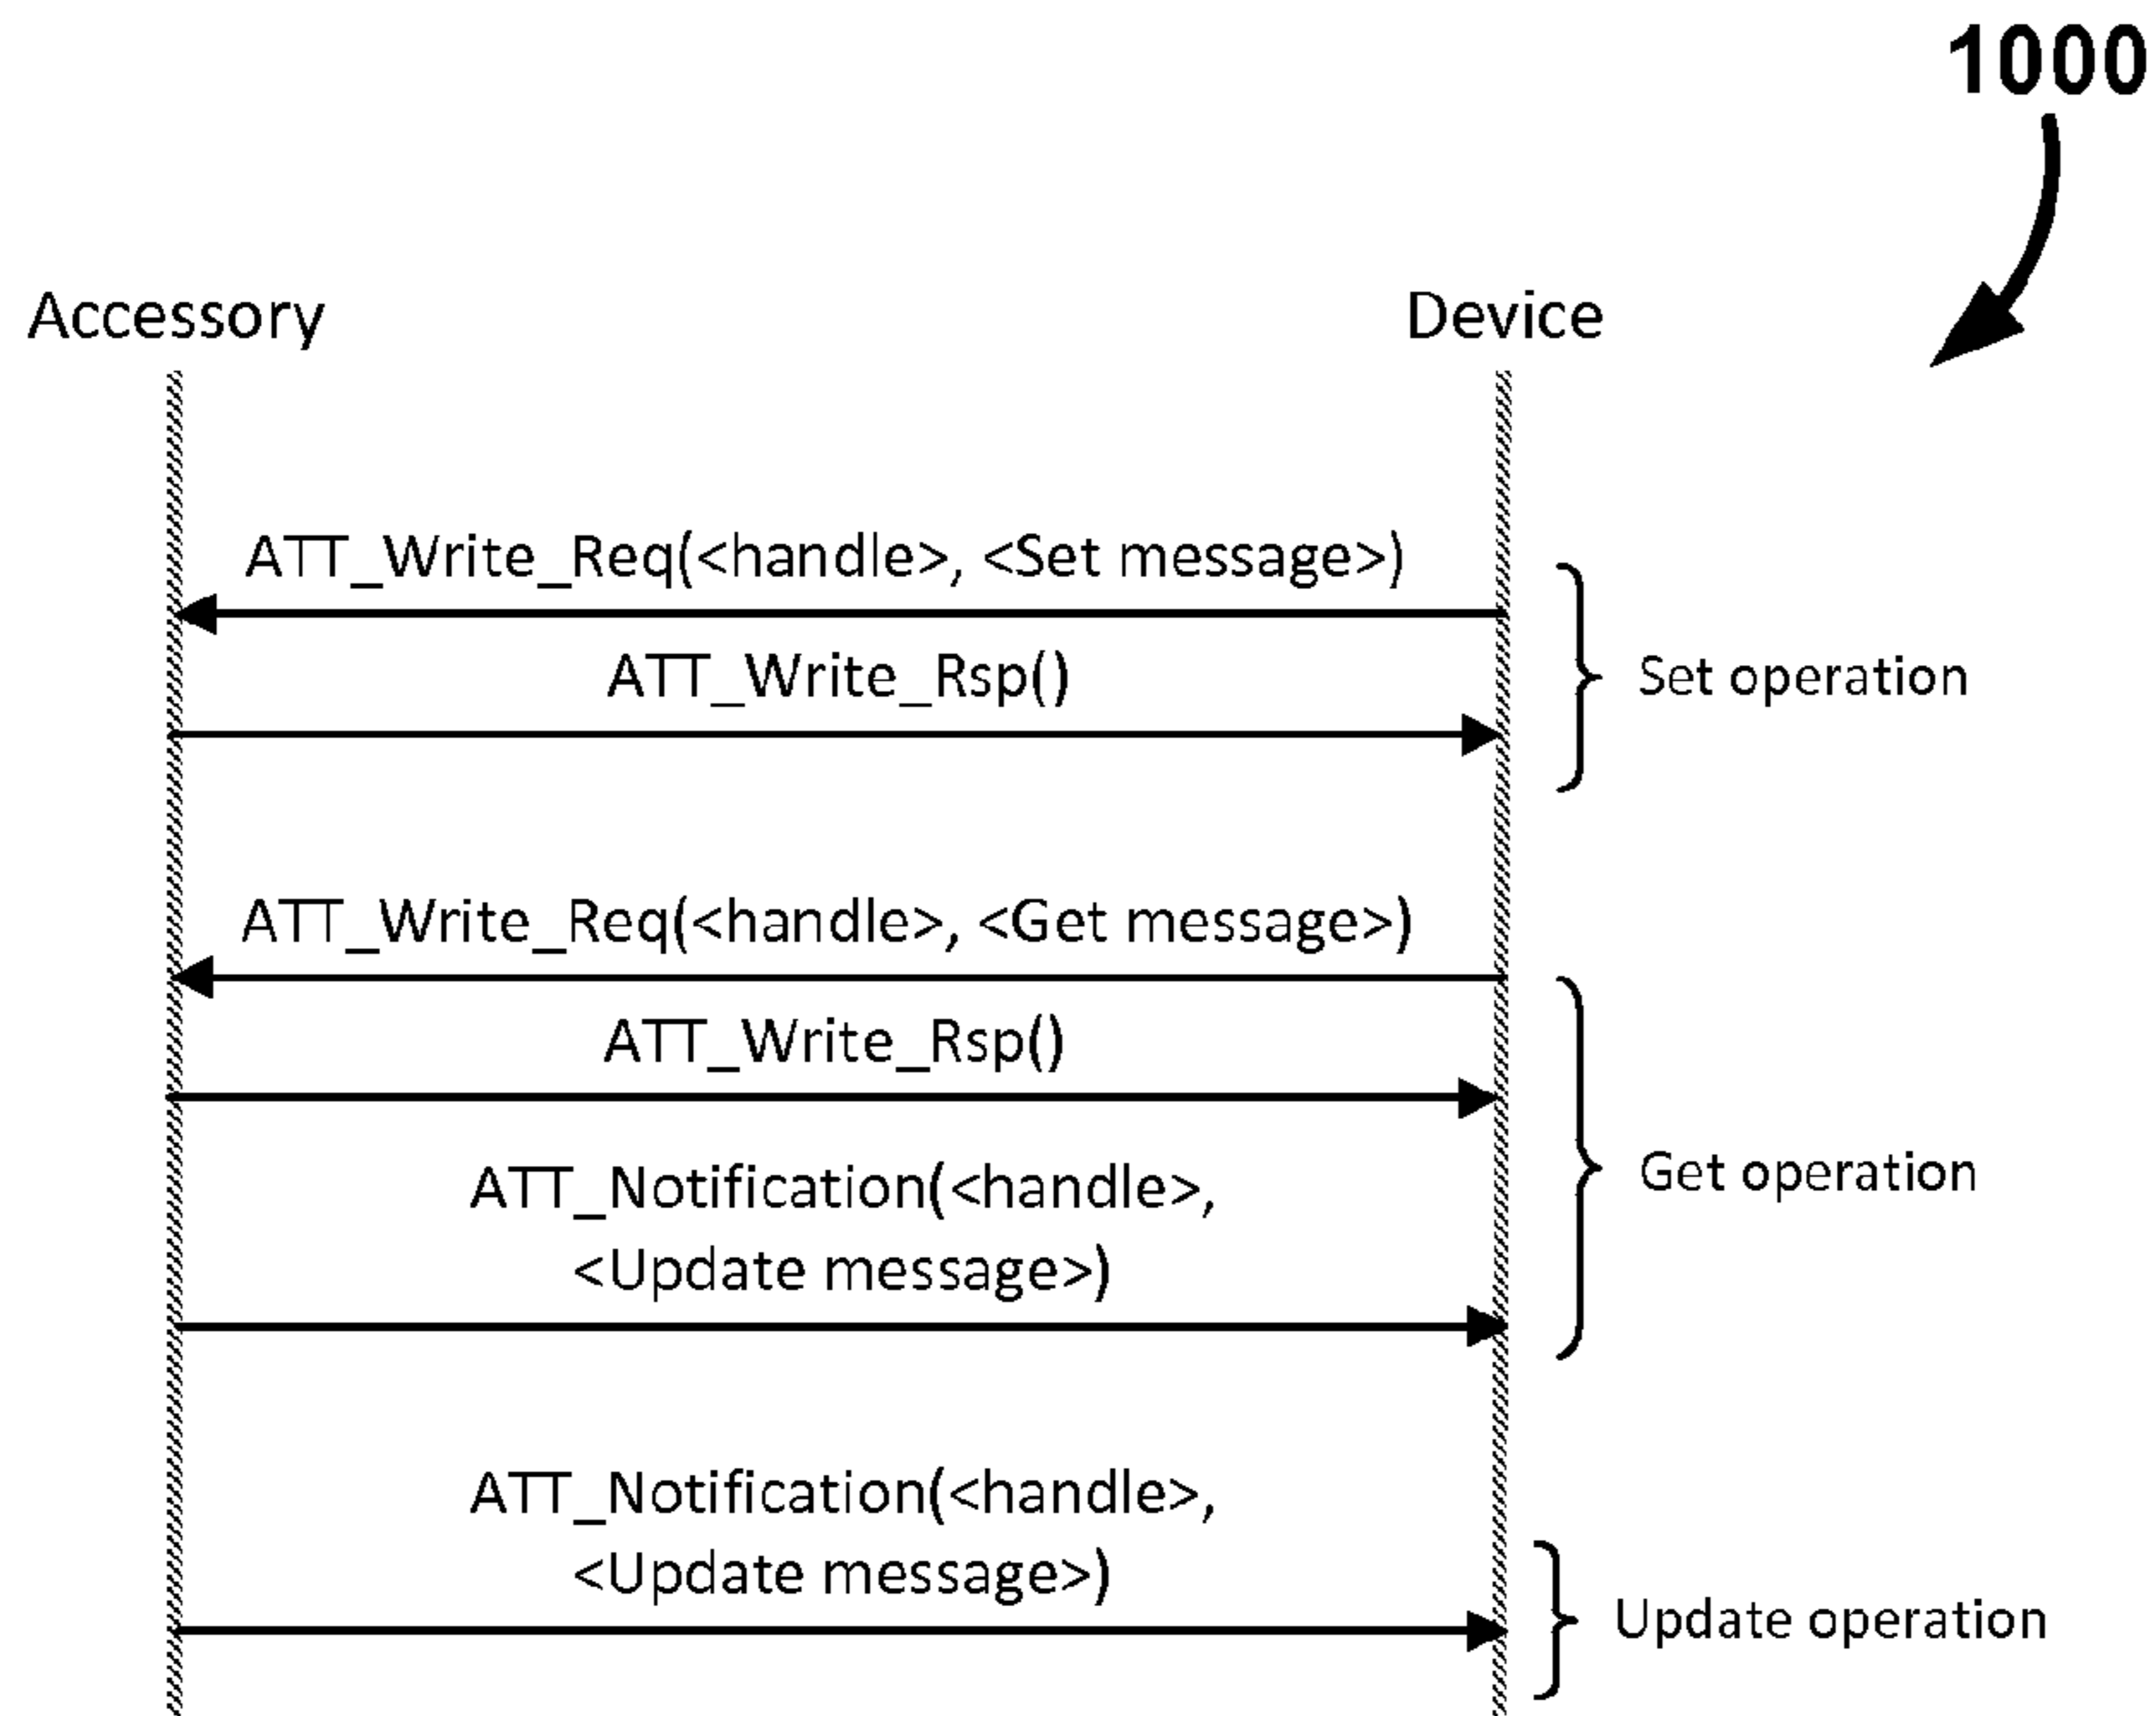 1000
Accessory
Device
ATT_Write_Req(<handle>, <Set message>)
ATT_Write_Rsp()
Set operation
ATT_Write_Req(<handle>, <Get message>)
ATT_Write_Rsp()
ATT_Notification(<handle>,
<Update message>)
Get operation
ATT_Notification(<handle>,
<Update message>)
Update operation